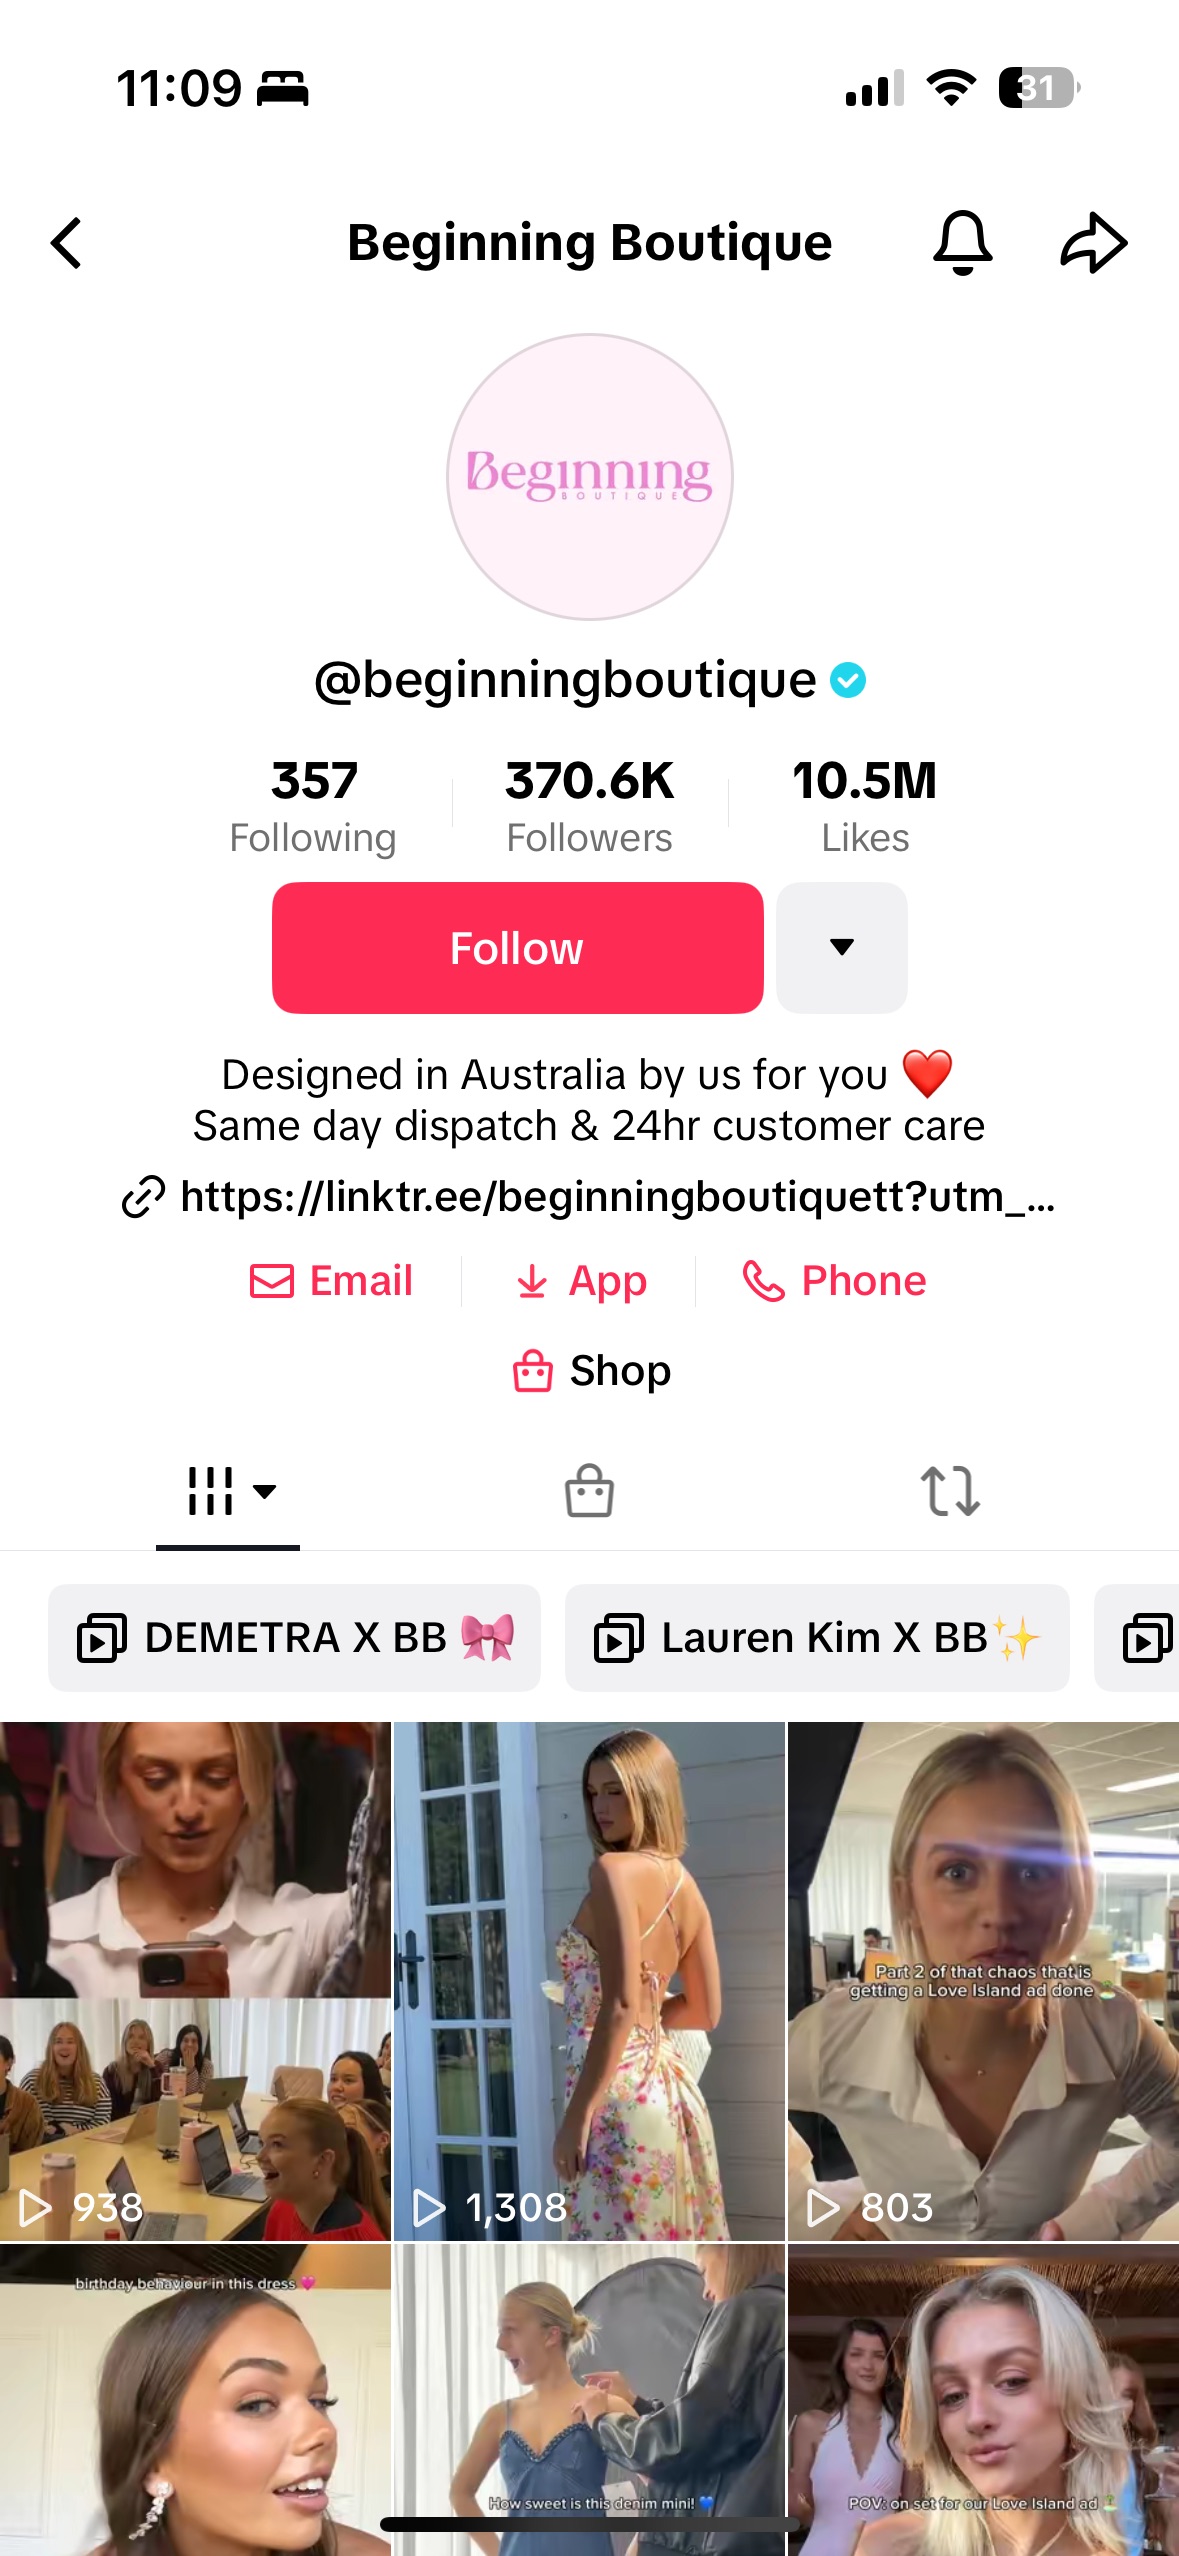 11:09
31
Beginning Boutique
Beginning
BOUTIQUE
@beginningboutique
357 370.6K 10.5M
Following Followers Likes
Follow
Designed in Australia by us for you ❤️
Same day dispatch & 24hr customer care
https://linktr.ee/beginningboutiquett?utm_...
Email App Phone
Shop
DEMETRA X BB 🎀 Lauren Kim X BB✨
Part 2 of that chaos that is
getting a Love Island ad done 🏝️
938 1,308 803
birthday behaviour in this dress 💗
How sweet is this denim mini! 💙
POV: on set for our Love Island ad 🏝️